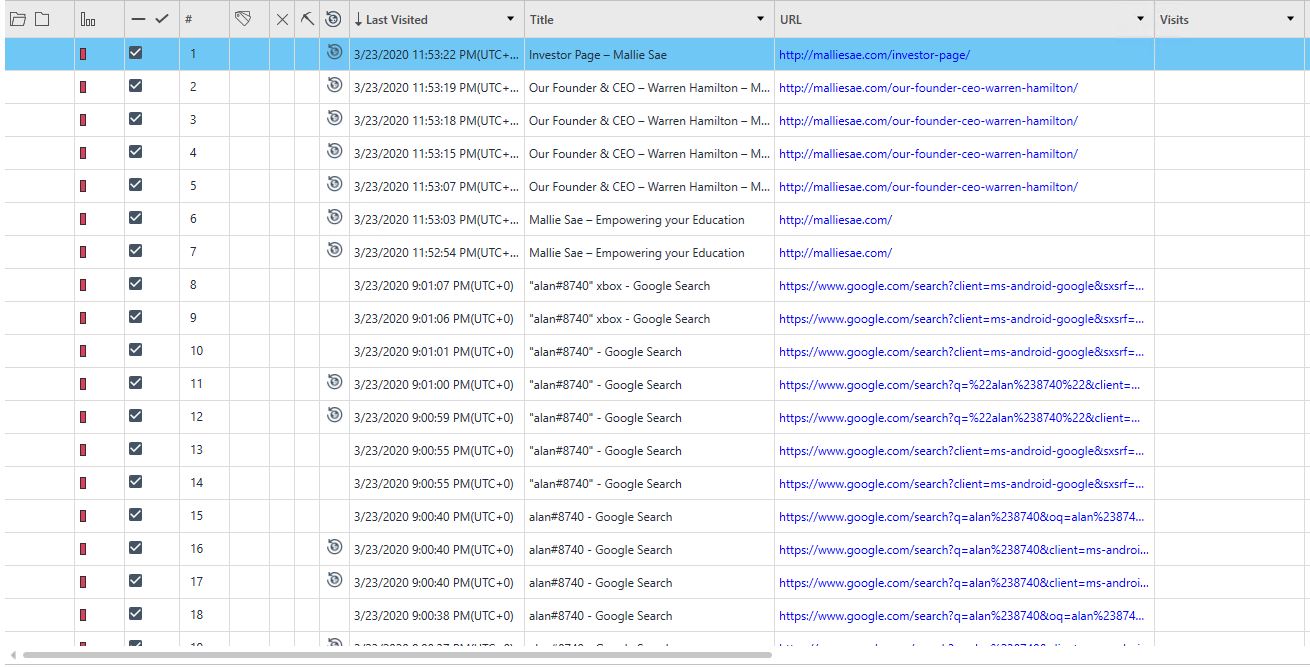 # Last Visited Title URL Visits
1 3/23/2020 11:53:22 PM(UTC+... Investor Page – Mallie Sae http://malliesae.com/investor-page/
2 3/23/2020 11:53:19 PM(UTC+... Our Founder & CEO – Warren Hamilton – M... http://malliesae.com/our-founder-ceo-warren-hamilton/
3 3/23/2020 11:53:18 PM(UTC+... Our Founder & CEO – Warren Hamilton – M... http://malliesae.com/our-founder-ceo-warren-hamilton/
4 3/23/2020 11:53:15 PM(UTC+... Our Founder & CEO – Warren Hamilton – M... http://malliesae.com/our-founder-ceo-warren-hamilton/
5 3/23/2020 11:53:07 PM(UTC+... Our Founder & CEO – Warren Hamilton – M... http://malliesae.com/our-founder-ceo-warren-hamilton/
6 3/23/2020 11:53:03 PM(UTC+... Mallie Sae – Empowering your Education http://malliesae.com/
7 3/23/2020 11:52:54 PM(UTC+... Mallie Sae – Empowering your Education http://malliesae.com/
8 3/23/2020 9:01:07 PM(UTC+0) "alan#8740" xbox - Google Search https://www.google.com/search?client=ms-android-google&sxsrf=...
9 3/23/2020 9:01:06 PM(UTC+0) "alan#8740" xbox - Google Search https://www.google.com/search?client=ms-android-google&sxsrf=...
10 3/23/2020 9:01:01 PM(UTC+0) "alan#8740" - Google Search https://www.google.com/search?client=ms-android-google&sxsrf=...
11 3/23/2020 9:01:00 PM(UTC+0) "alan#8740" - Google Search https://www.google.com/search?q=%22alan%238740%22&client=...
12 3/23/2020 9:00:59 PM(UTC+0) "alan#8740" - Google Search https://www.google.com/search?q=%22alan%238740%22&client=...
13 3/23/2020 9:00:55 PM(UTC+0) "alan#8740" - Google Search https://www.google.com/search?client=ms-android-google&sxsrf=...
14 3/23/2020 9:00:55 PM(UTC+0) "alan#8740" - Google Search https://www.google.com/search?client=ms-android-google&sxsrf=...
15 3/23/2020 9:00:40 PM(UTC+0) alan#8740 - Google Search https://www.google.com/search?q=alan%238740&oq=alan%23874...
16 3/23/2020 9:00:40 PM(UTC+0) alan#8740 - Google Search https://www.google.com/search?q=alan%238740&client=ms-androi...
17 3/23/2020 9:00:40 PM(UTC+0) alan#8740 - Google Search https://www.google.com/search?q=alan%238740&client=ms-androi...
18 3/23/2020 9:00:38 PM(UTC+0) alan#8740 - Google Search https://www.google.com/search?q=alan%238740&oq=alan%23874...